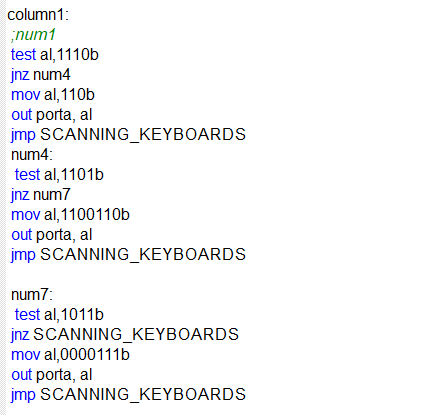 column1:
;num1
test al,1110b
jnz num4
mov al,110b
out porta, al
jmp SCANNING_KEYBOARDS
num4:
test al,1101b
jnz num7
mov al,1100110b
out porta, al
jmp SCANNING_KEYBOARDS
num7:
test al,1011b
jnz SCANNING_KEYBOARDS
mov al,0000111b
out porta, al
jmp SCANNING_KEYBOARDS